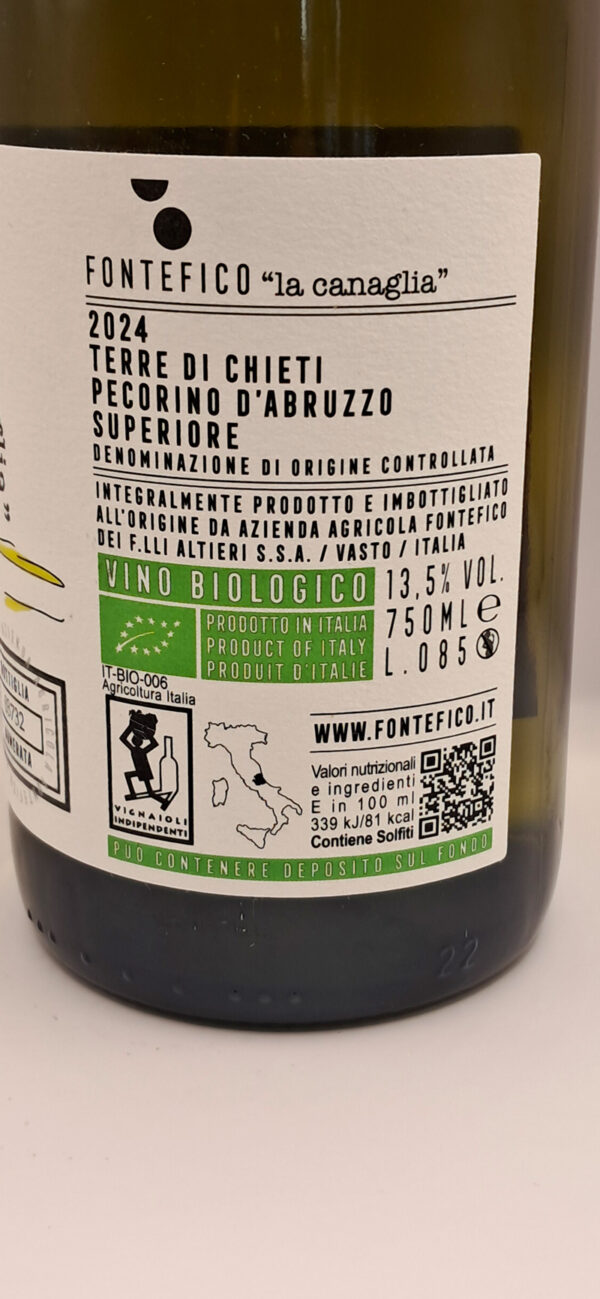 FONTEFICO “la canaglia”
2024
TERRE DI CHIETI
PECORINO D'ABRUZZO
SUPERIORE
DENOMINAZIONE DI ORIGINE CONTROLLATA
INTEGRALMENTE PRODOTTO E IMBOTTIGLIATO
ALL'ORIGINE DA AZIENDA AGRICOLA FONTEFICO
DEI F.LLI ALTIERI S.S.A. / VASTO / ITALIA
VINO BIOLOGICO
13,5% VOL.
750ML e
L.085
PRODOTTO IN ITALIA
PRODUCT OF ITALY
PRODUIT D'ITALIE
IT-BIO-006
Agricoltura Italia
VIGNAIOLI
INDIPENDENTI
WWW.FONTEFICO.IT
Valori nutrizionali
e ingredienti
E in 100 ml
339 kJ/81 kcal
Contiene Solfiti
PUO CONTENERE DEPOSITO SUL FONDO
22